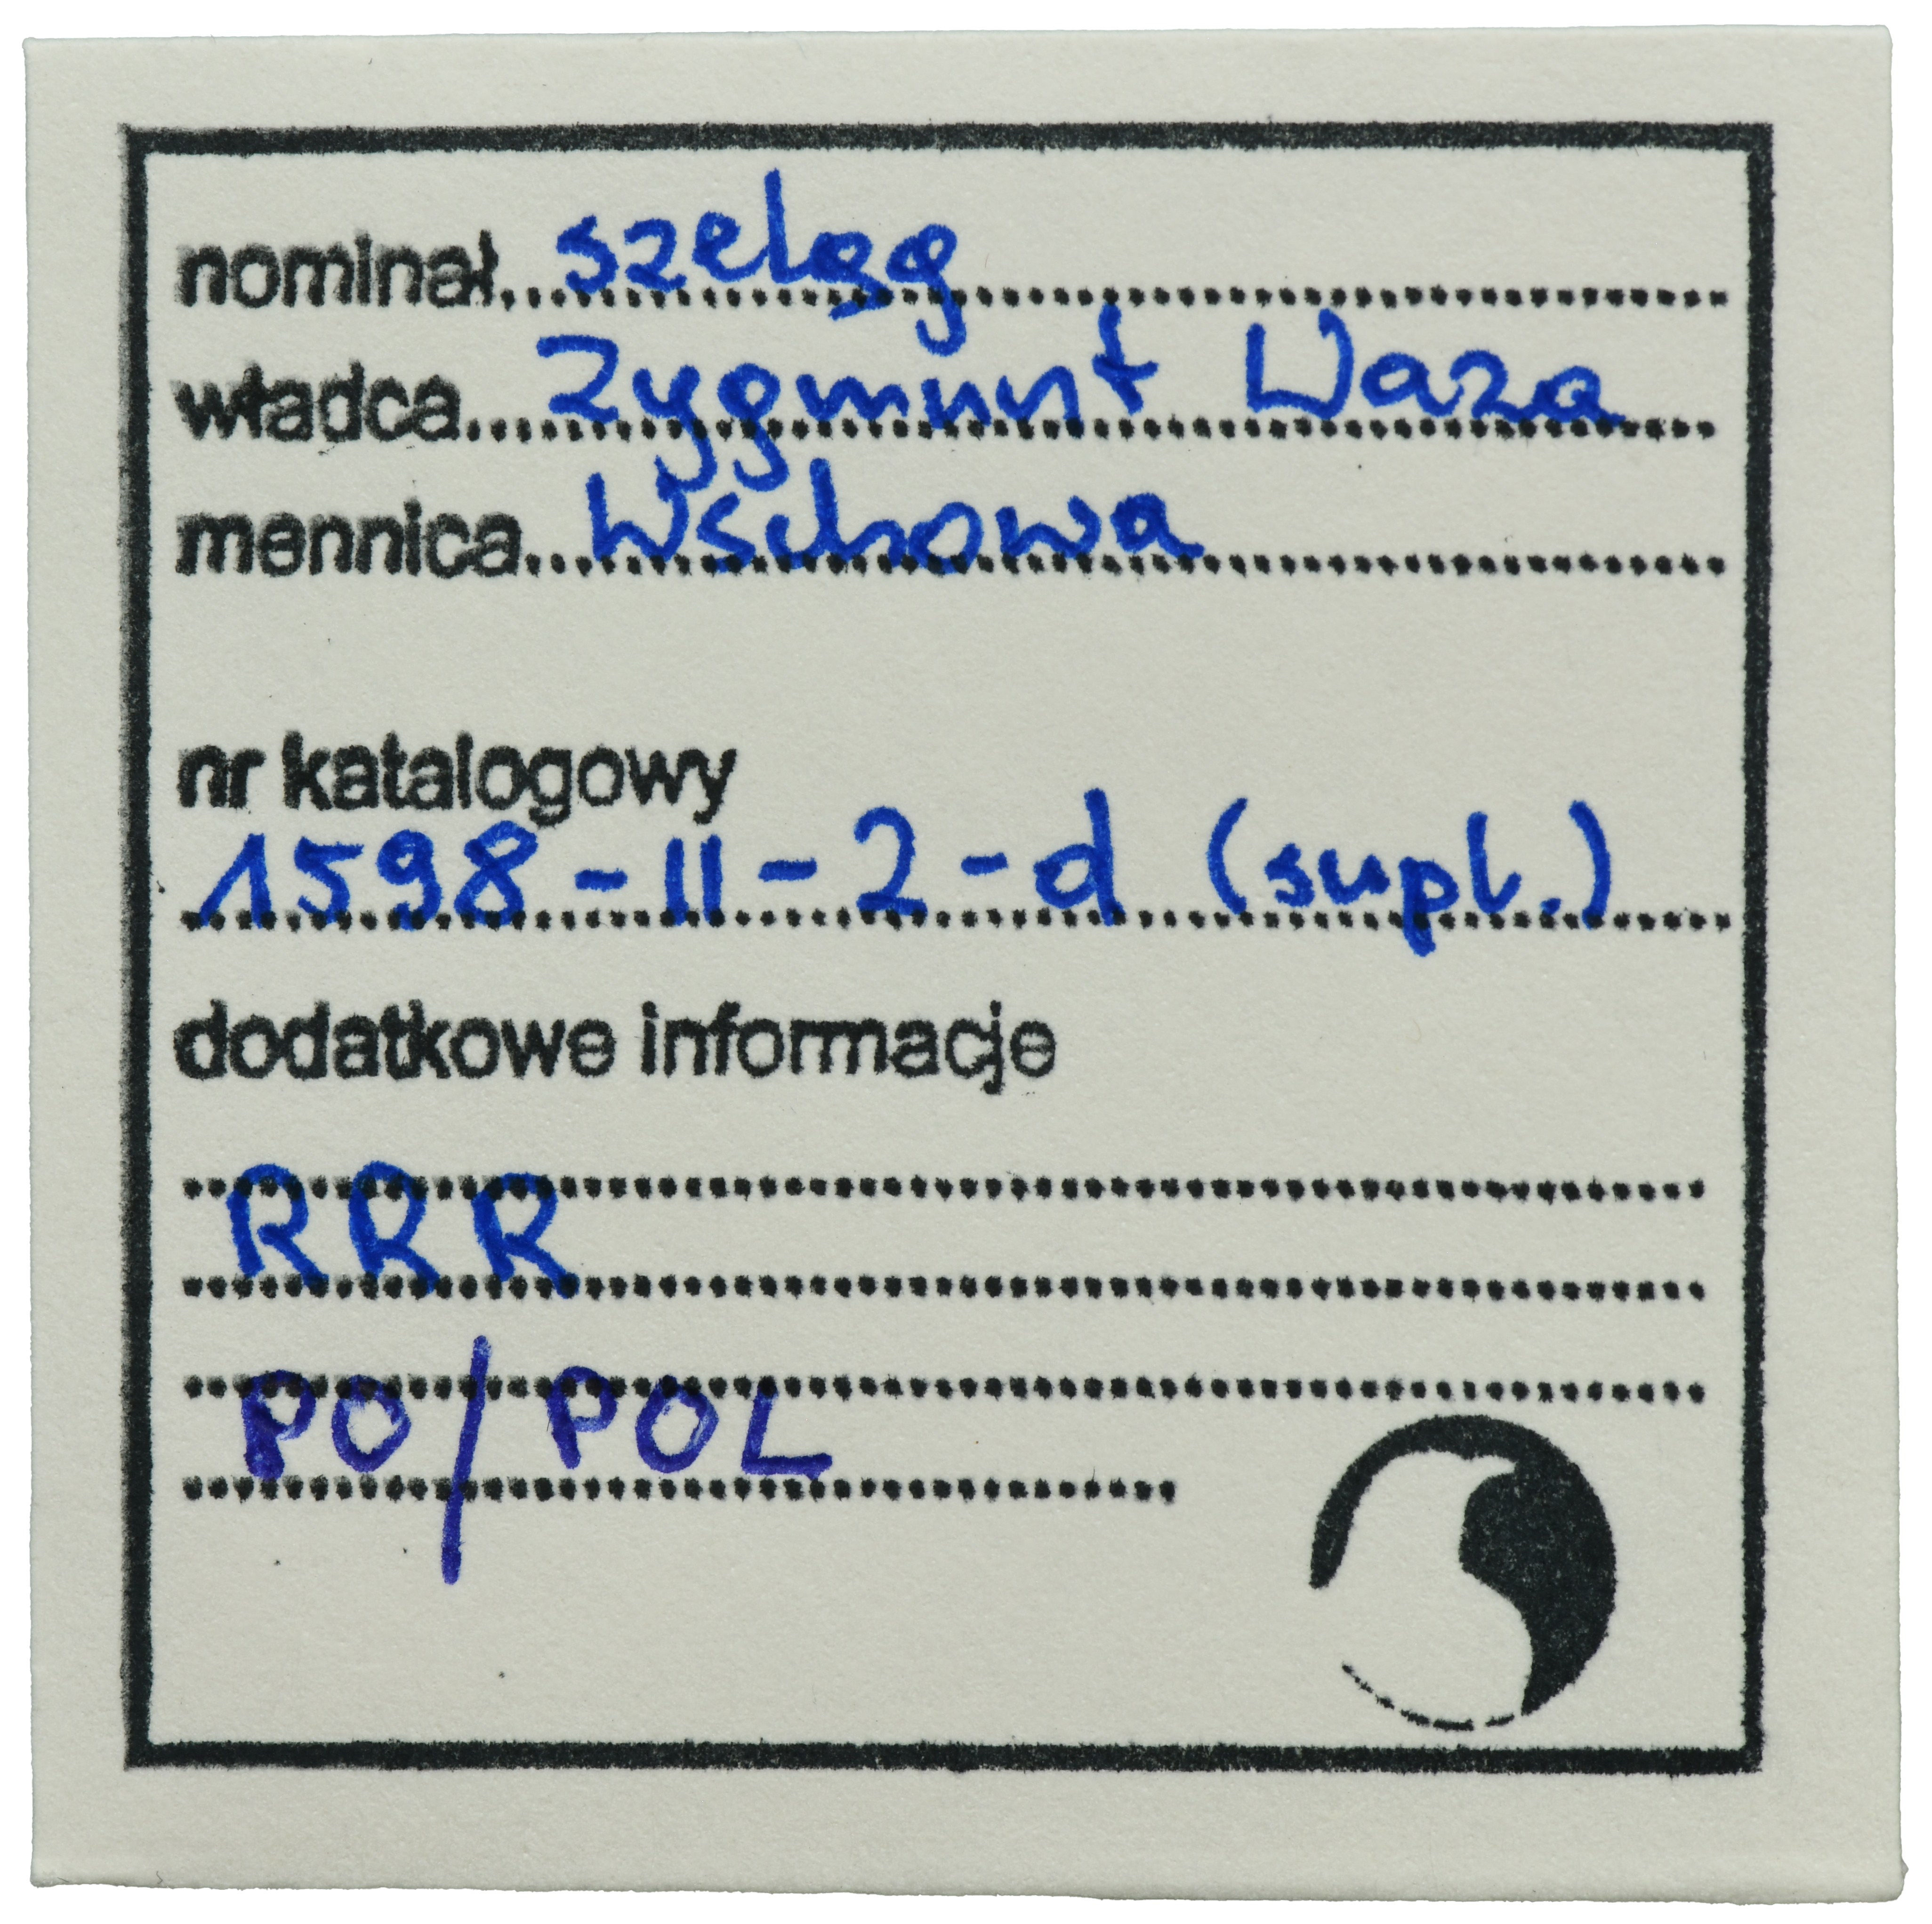 nominał szeląg
władca Zygmunt Waza
mennica Wschowa
nr katalogowy
1598-II-2-d (supl.)
dodatkowe informacje
RRR
PO/POL